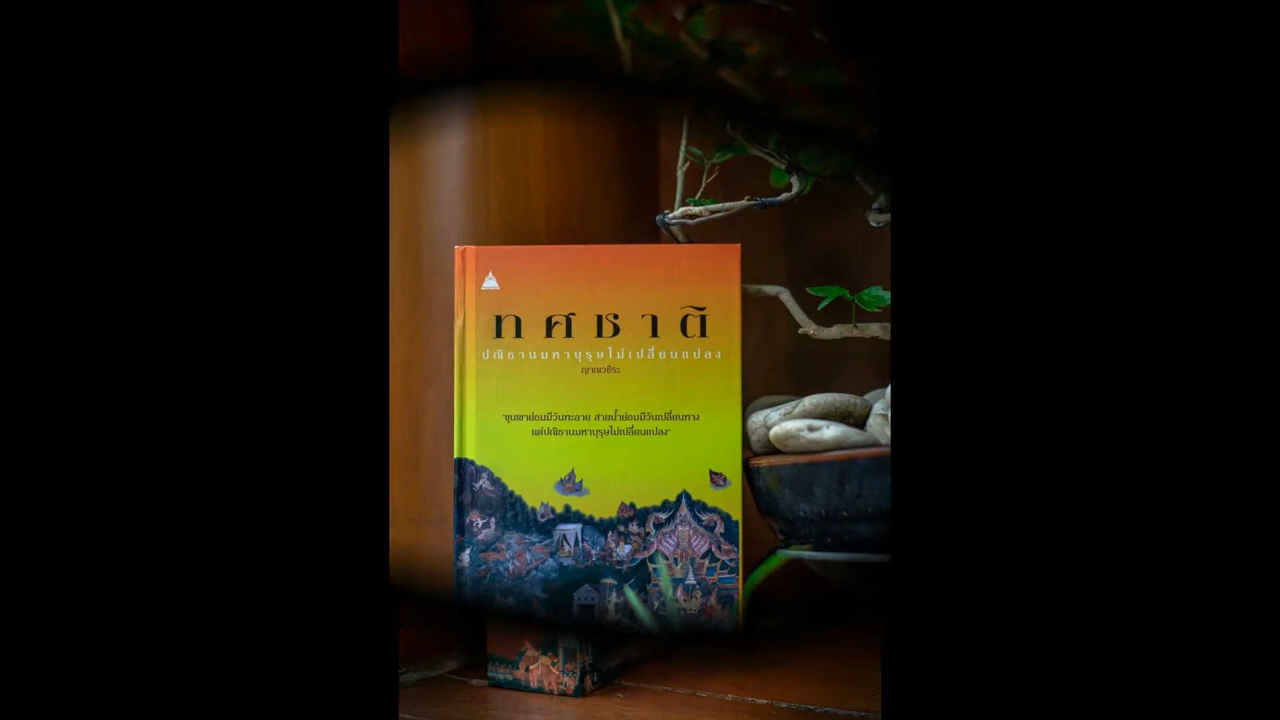 ทศชาติ
ปณิธานมหาบุรุษไม่เปลี่ยนแปลง
ญาณวชิระ
"ขุนเขาย่อมมีวันทะลาย สายน้ำย่อมมีวันเปลี่ยนทาง
แต่ปณิธานมหาบุรุษไม่เปลี่ยนแปลง"